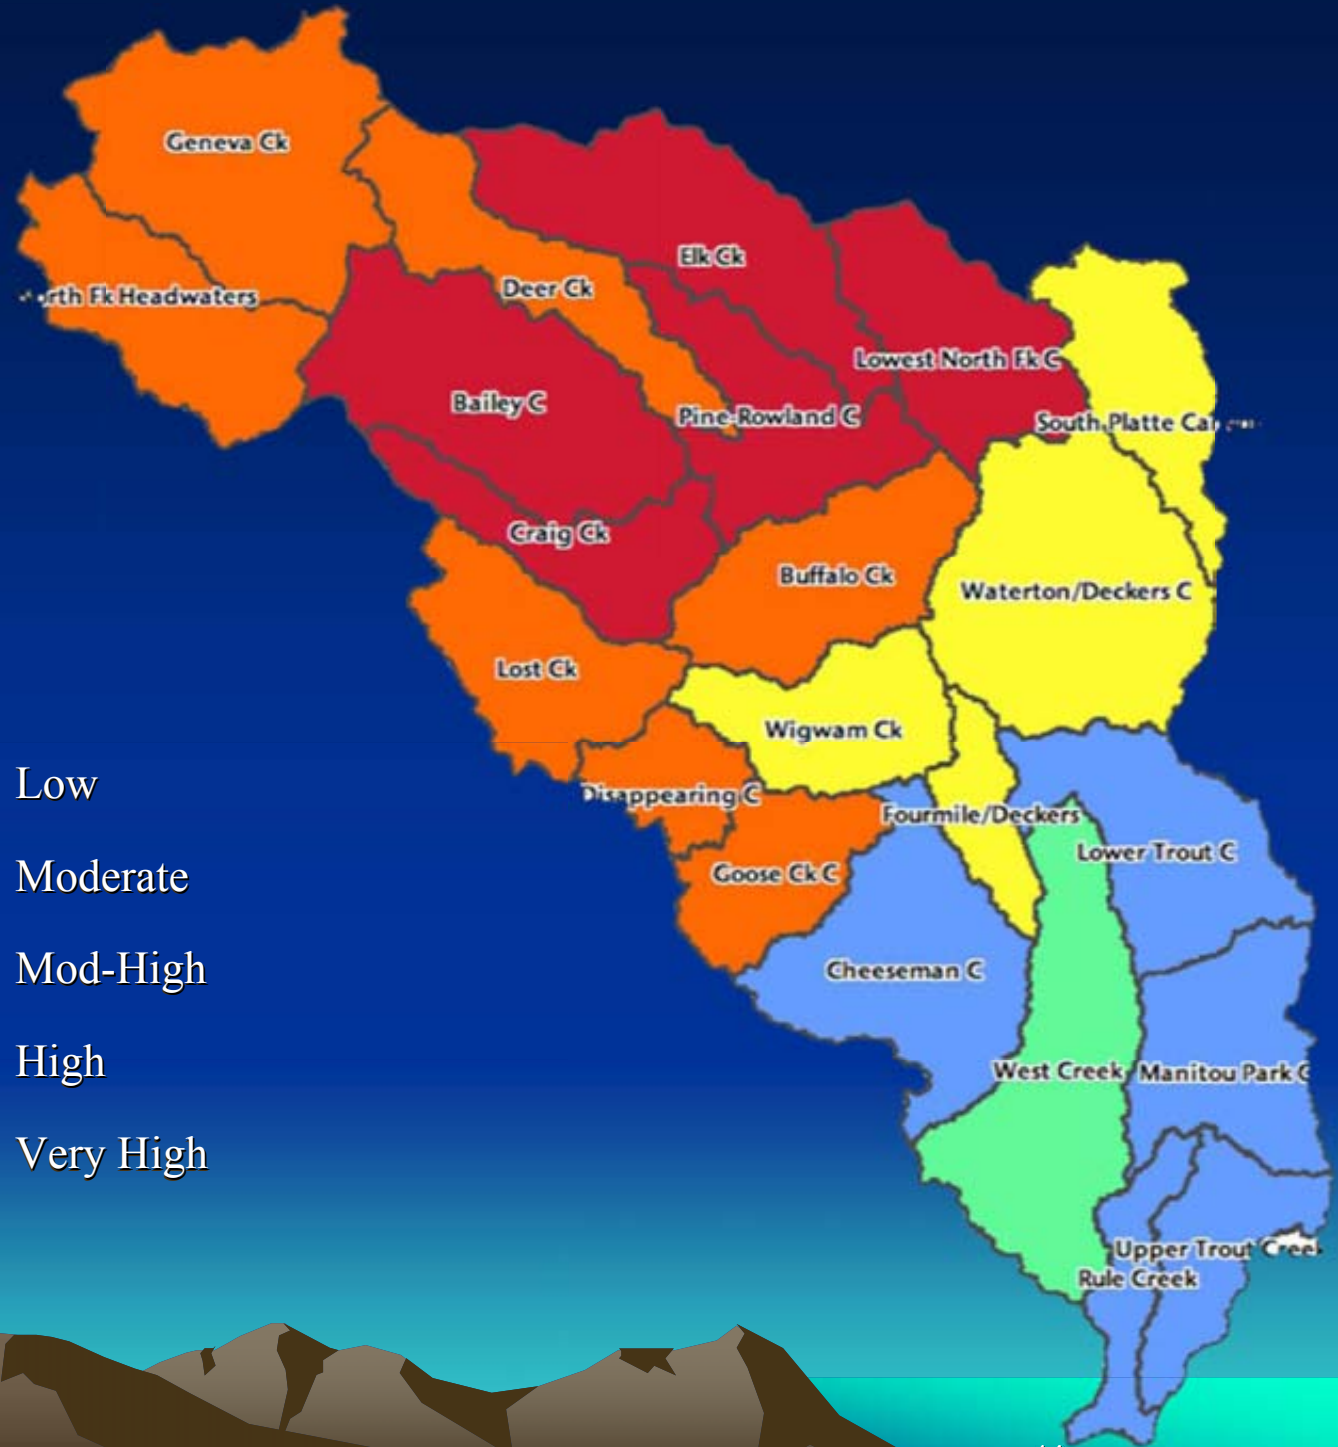 Geneva Ck
Elk Ck
Deer Ck
rth Fk Headwaters
Lowest North Fk C
Bailey C
Pine-Rowland C
South Platte Ca
Craig Ck
Buffalo Ck
Waterton/Deckers C
Lost Ck
Wigwam Ck
Low
Disappearing C
Fourmile/Deckers
Lower Trout C
Moderate
Goose Ck C
Mod-High
Cheeseman C
High
West Creek
Manitou Park C
Very High
Upper Trout Cree
Rule Creek